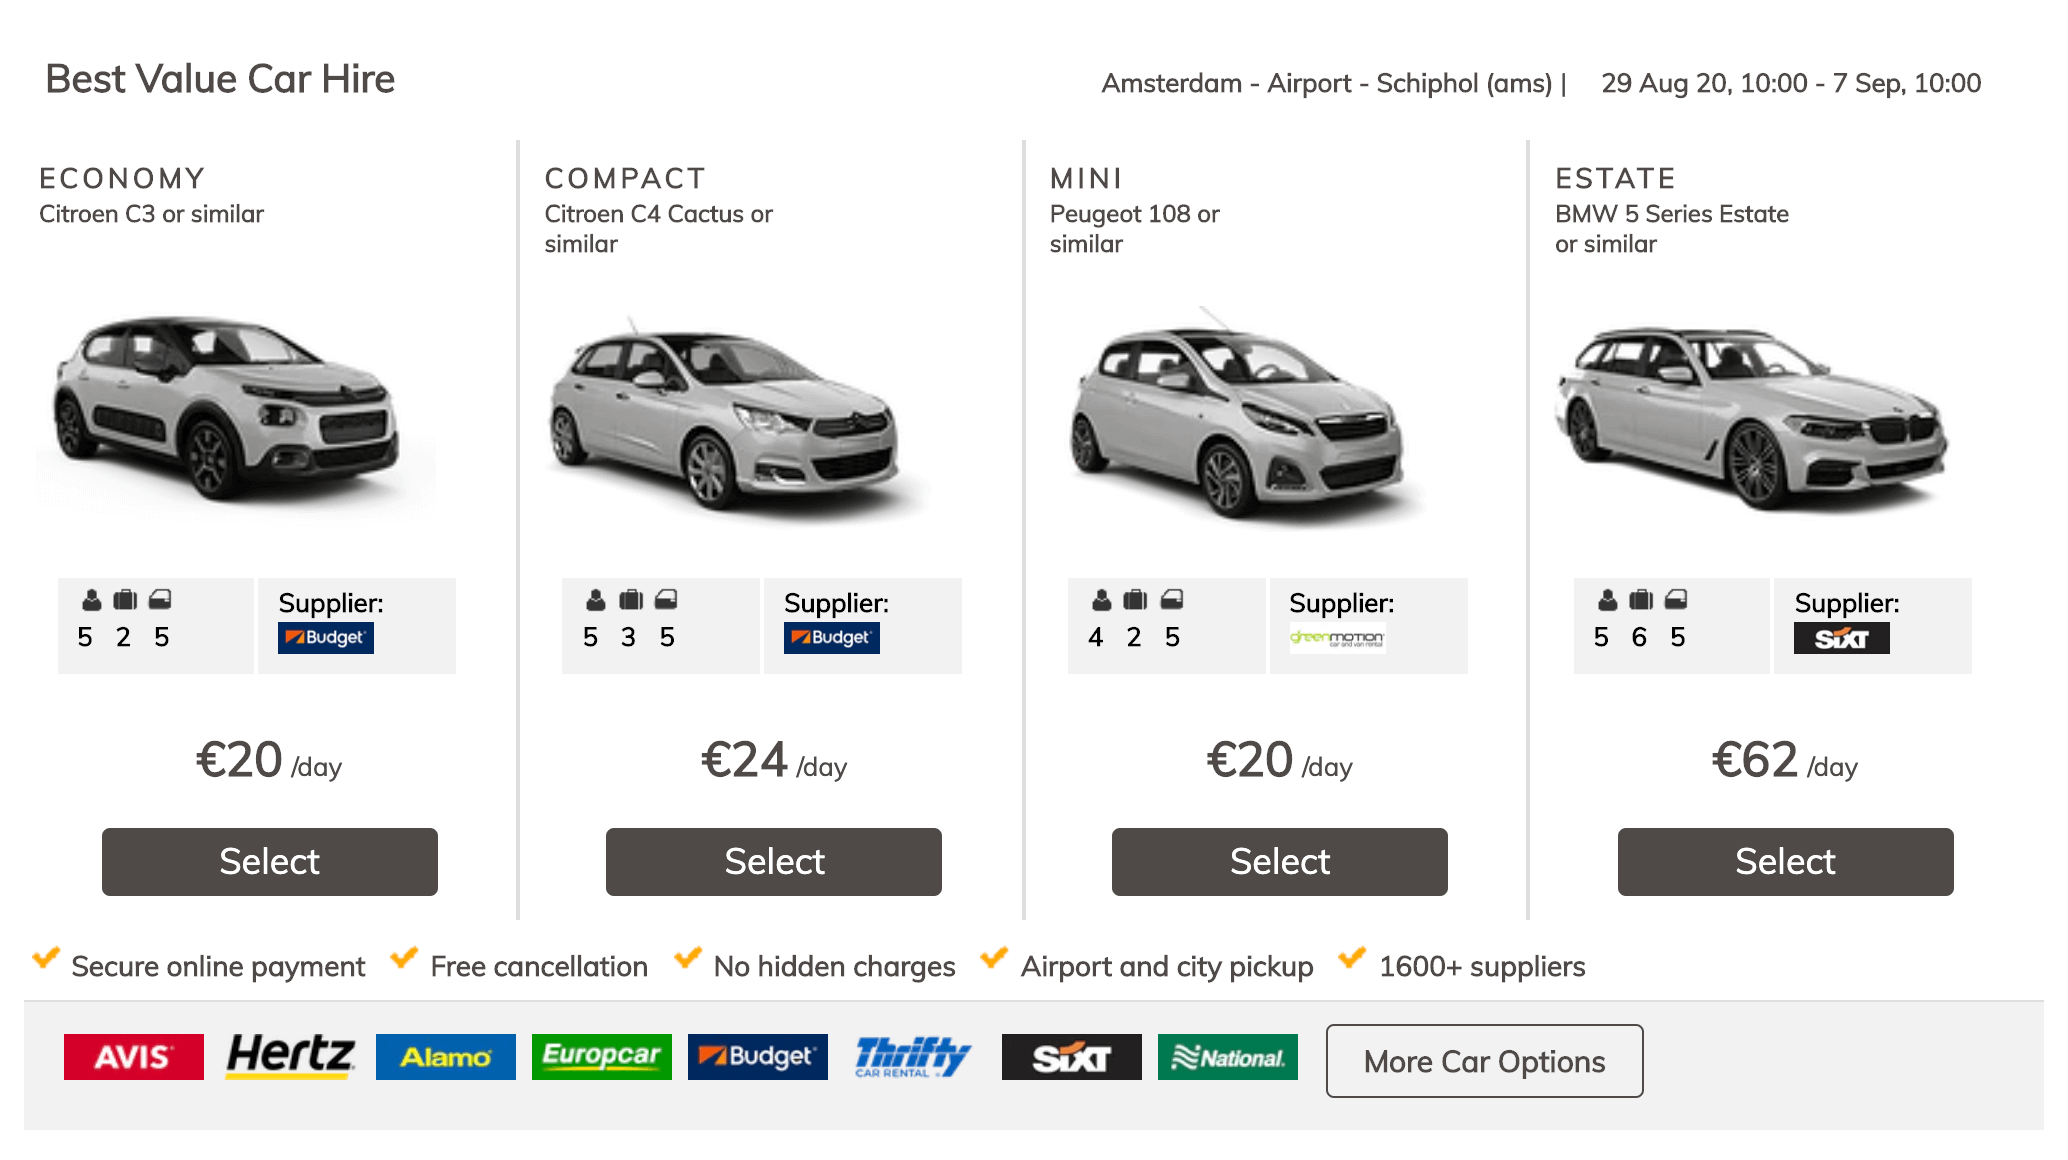 Best Value Car Hire
Amsterdam - Airport - Schiphol (ams) | 29 Aug 20, 10:00 - 7 Sep, 10:00
ECONOMY
Citroen C3 or similar
5 2 5
Supplier:
Budget
€20 /day
Select
COMPACT
Citroen C4 Cactus or
similar
5 3 5
Supplier:
Budget
€24 /day
Select
MINI
Peugeot 108 or
similar
4 2 5
Supplier:
greenmotion
car and van rental
€20 /day
Select
ESTATE
BMW 5 Series Estate
or similar
5 6 5
Supplier:
SiXT
€62 /day
Select
Secure online payment Free cancellation No hidden charges Airport and city pickup 1600+ suppliers
AVIS Hertz Alamo Europcar Budget Thrifty CAR RENTAL SiXT National. More Car Options